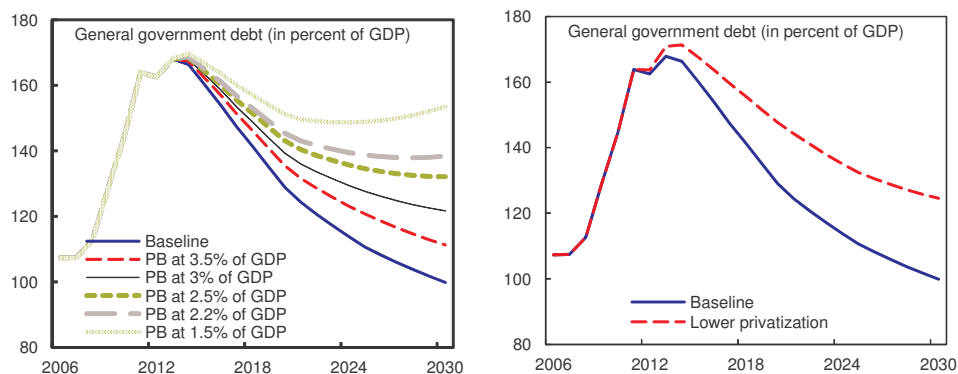 General government debt (in percent of GDP)
180
160
140
120
100
80
Baseline
PB at 3.5% of GDP
PB at 3% of GDP
PB at 2.5% of GDP
PB at 2.2% of GDP
PB at 1.5% of GDP
2006 2012 2018 2024 2030
General government debt (in percent of GDP)
180
160
140
120
100
80
Baseline
Lower privatization
2006 2012 2018 2024 2030